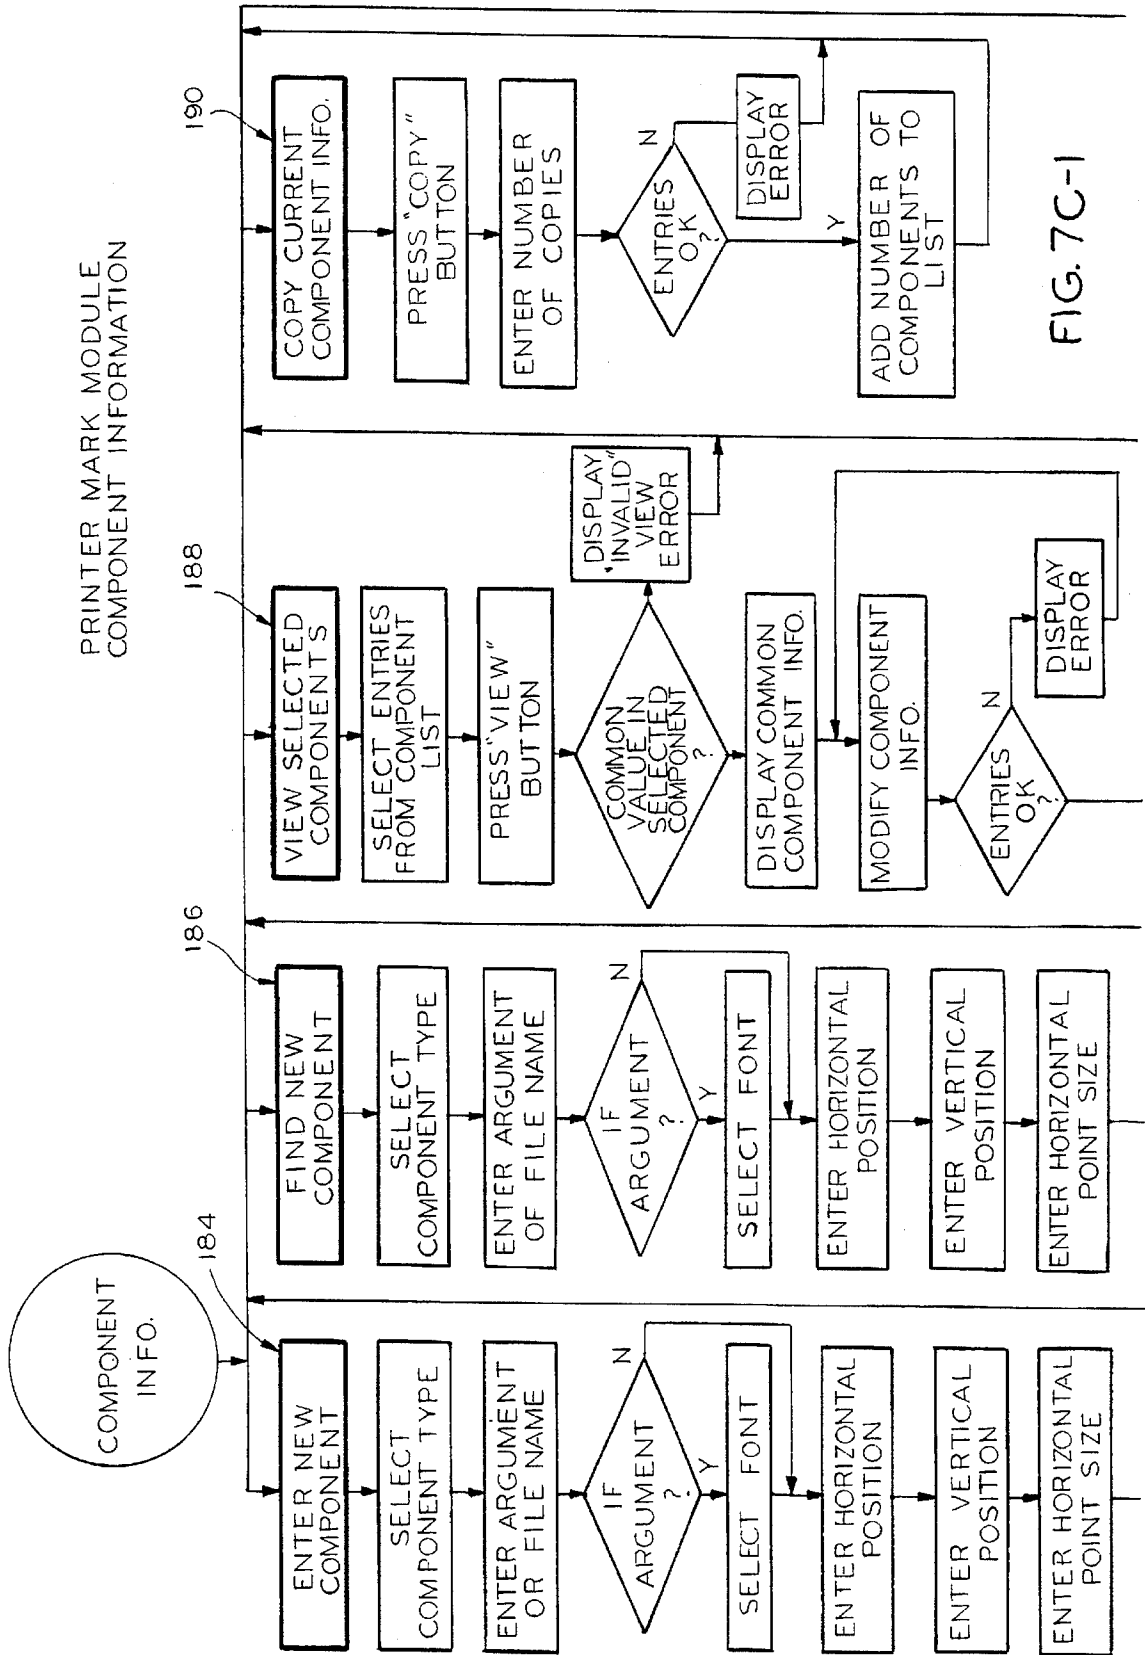 PRINTER MARK MODULE
COMPONENT INFORMATION
COMPONENT
INFO.
184
ENTER NEW
COMPONENT
SELECT
COMPONENT TYPE
ENTER ARGUMENT
OR FILE NAME
IF
ARGUMENT
?
N
Y
SELECT FONT
ENTER HORIZONTAL
POSITION
ENTER VERTICAL
POSITION
ENTER HORIZONTAL
POINT SIZE
186
FIND NEW
COMPONENT
SELECT
COMPONENT TYPE
ENTER ARGUMENT
OF FILE NAME
IF
ARGUMENT
?
N
Y
SELECT FONT
ENTER HORIZONTAL
POSITION
ENTER VERTICAL
POSITION
ENTER HORIZONTAL
POINT SIZE
188
VIEW SELECTED
COMPONENTS
SELECT ENTRIES
FROM COMPONENT
LIST
PRESS "VIEW"
BUTTON
COMMON
VALUE IN
SELECTED
COMPONENT
?
DISPLAY
"INVALID"
VIEW
ERROR
DISPLAY COMMON
COMPONENT INFO.
MODIFY COMPONENT
INFO.
ENTRIES
OK
?
N
DISPLAY
ERROR
190
COPY CURRENT
COMPONENT INFO.
PRESS "COPY"
BUTTON
ENTER NUMBER
OF COPIES
ENTRIES
OK
?
N
DISPLAY
ERROR
Y
ADD NUMBER OF
COMPONENTS TO
LIST
FIG. 7C-1